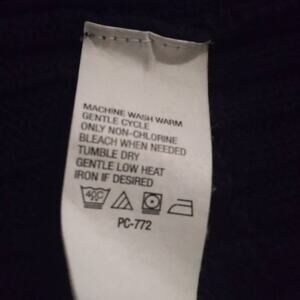 MACHINE WASH WARM
GENTLE CYCLE
ONLY NON-CHLORINE
BLEACH WHEN NEEDED
TUMBLE DRY
GENTLE LOW HEAT
IRON IF DESIRED
40C
PC-772